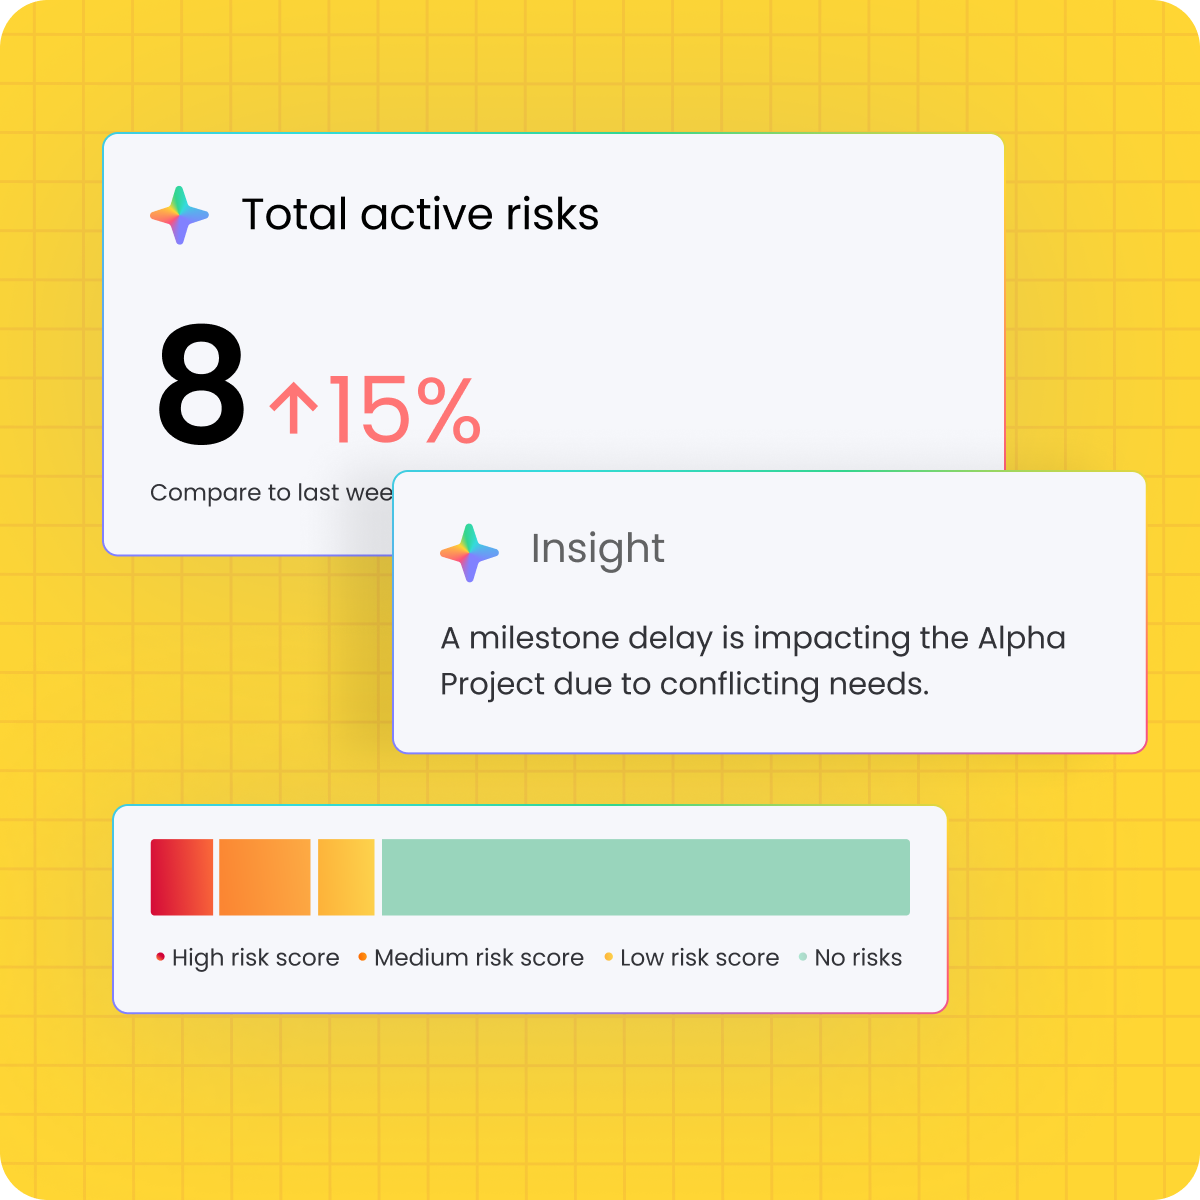 Total active risks
8 ↑15%
Compare to last
Insight
A milestone delay is impacting the Alpha
Project due to conflicting needs.
High risk score Medium risk score Low risk score No risks